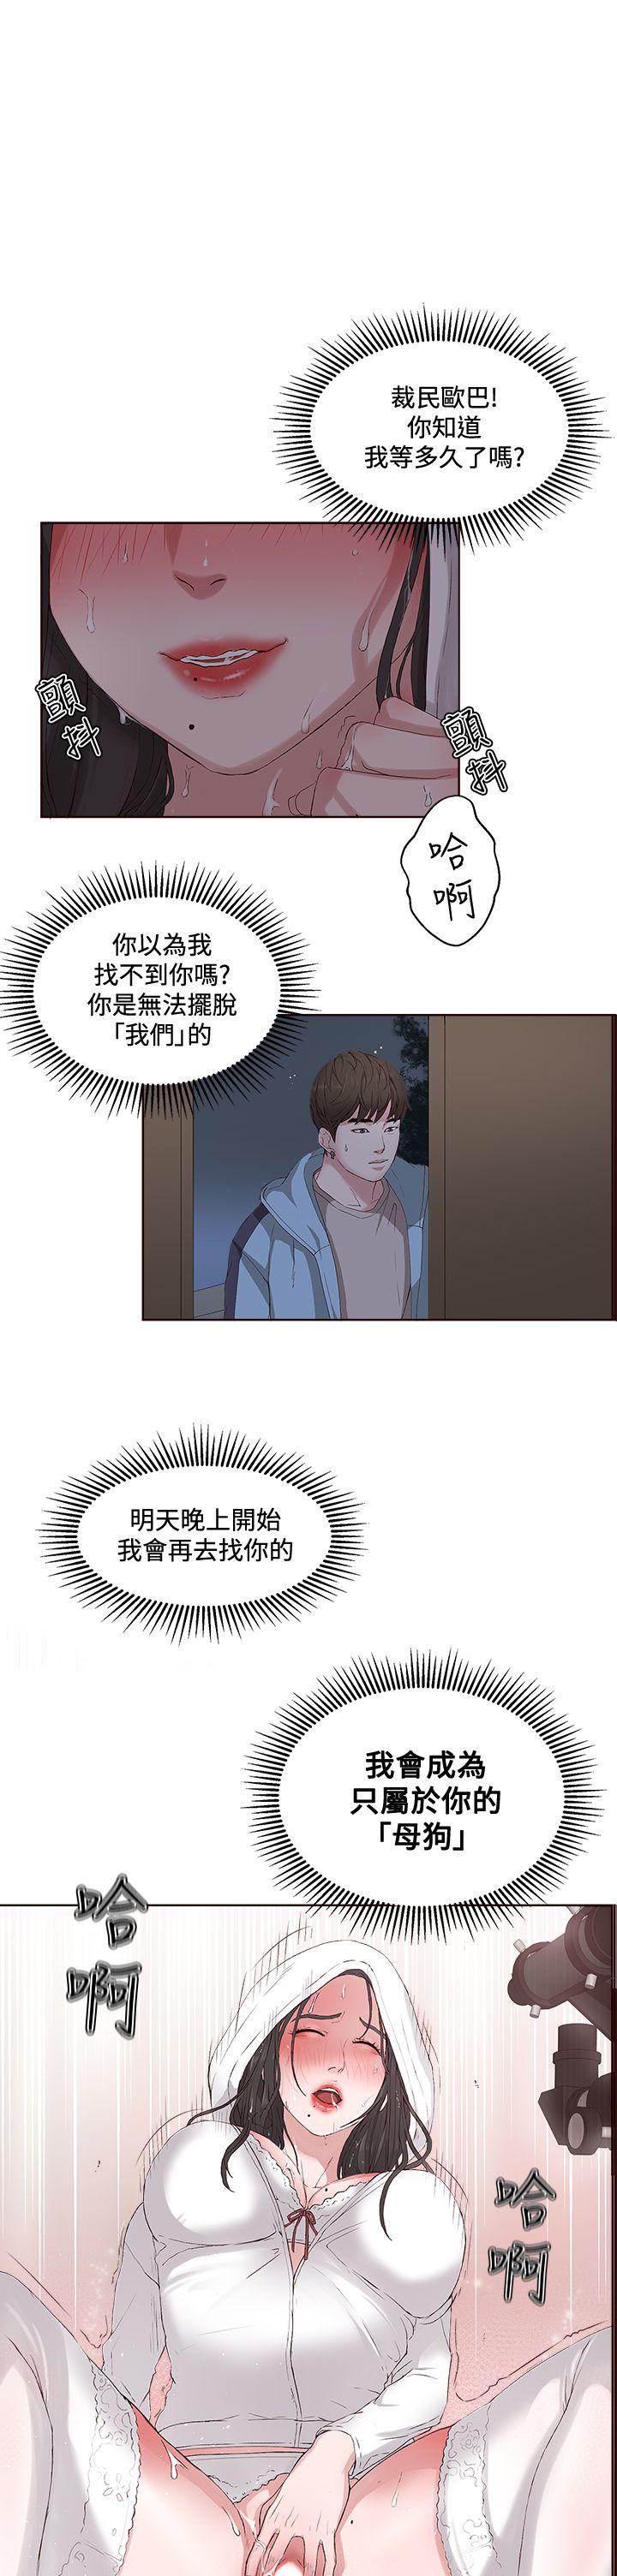 裁民歐巴!
你知道
我等多久了嗎?
顫抖
顫抖
哈啊
你以為我
找不到你嗎?
你是無法擺脫
「我們」的
明天晚上開始
我會再去找你的
我會成為
只屬於你的
「母狗」
哈啊
哈啊